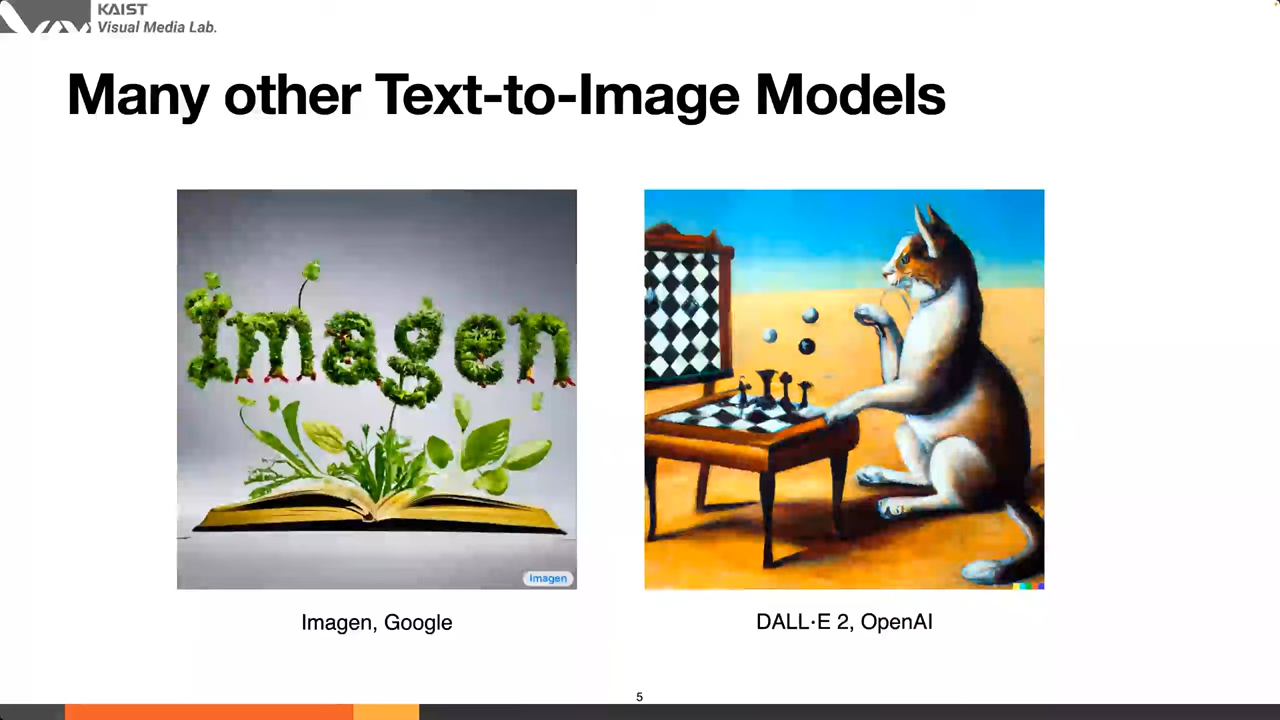 KAIST
Visual Media Lab.
Many other Text-to-Image Models
Imagen
Imagen
Imagen, Google
DALL·E 2, OpenAI
5